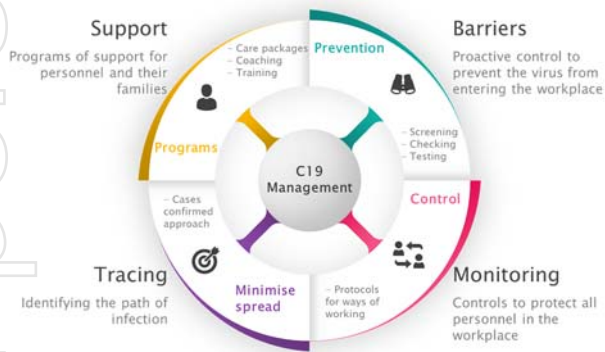 Support
Programs of support for
personnel and their
families
- Care packages
- Coaching
- Training
Programs
Prevention
- Screening
- Checking
- Testing
Barriers
Proactive control to
prevent the virus from
entering the workplace
C19
Management
- Cases
confirmed
approach
Minimise
spread
Tracing
Identifying the path of
infection
Control
- Protocols
for ways of
working
Monitoring
Controls to protect all
personnel in the
workplace